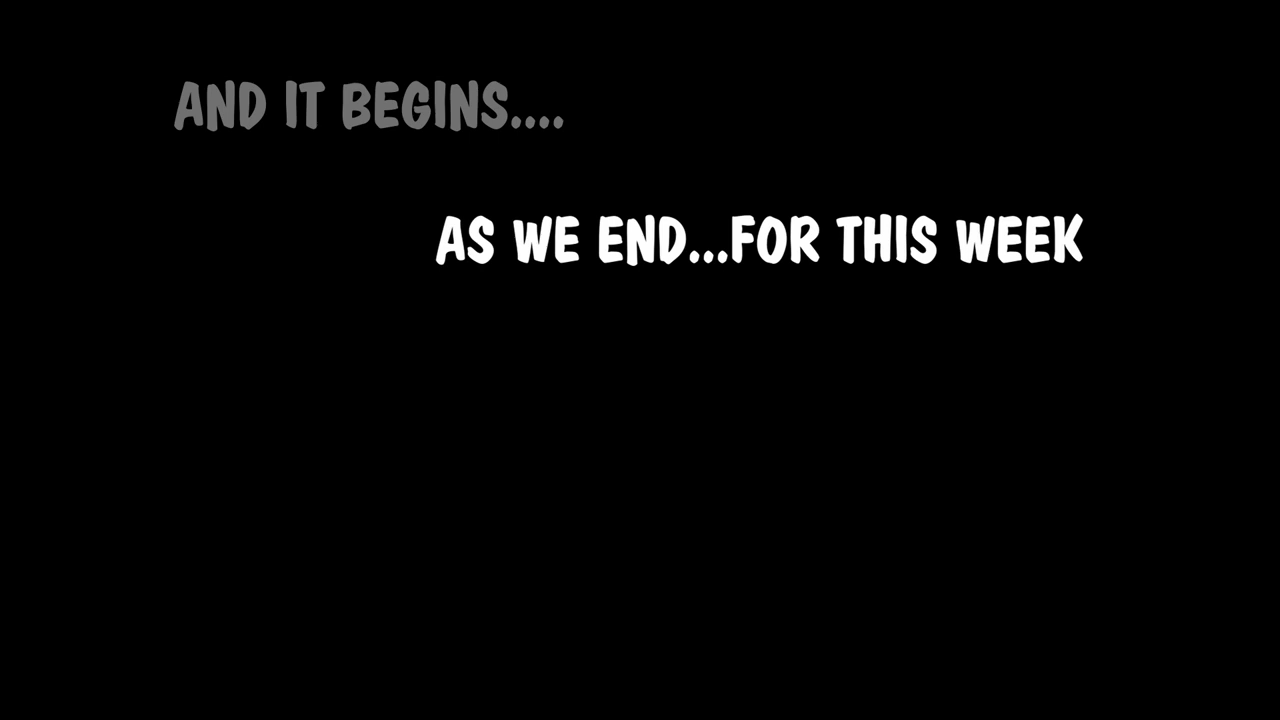 AND IT BEGINS....
AS WE END...FOR THIS WEEK